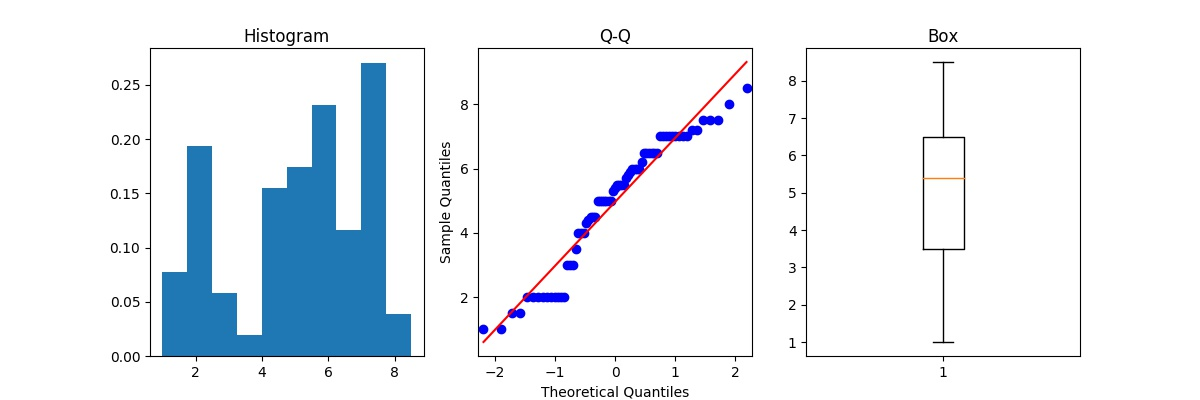 Histogram
0.25
0.20
0.15
0.10
0.05
0.00
2 4 6 8
Q-Q
Sample Quantiles
8
6
4
2
−2 −1 0 1 2
Theoretical Quantiles
Box
8
7
6
5
4
3
2
1
1